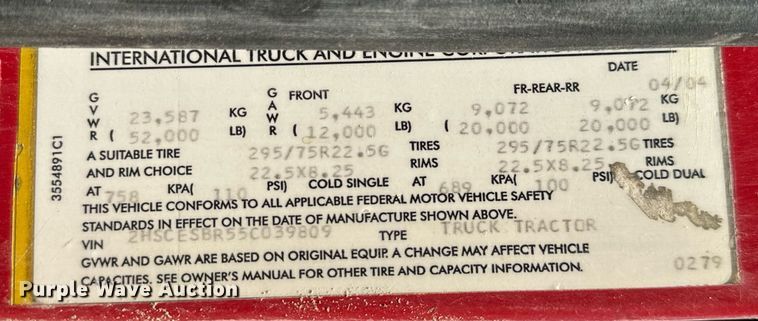 INTERNATIONAL TRUCK AND ENGINE
DATE 04/04
GVWR 23,587 KG GAWR FRONT 5,443 KG FR-REAR-RR 9,072 9,072 KG
( 52,000 LB) ( 12,000 LB) ( 20,000 20,000 LB)
A SUITABLE TIRE 295/75R22.5G TIRES 295/75R22.5G TIRES
AND RIM CHOICE 22.5X8.25 RIMS 22.5X8.25 RIMS
AT 758 KPA( 110 PSI) COLD SINGLE AT 689 KPA( 100 PSI) COLD DUAL
THIS VEHICLE CONFORMS TO ALL APPLICABLE FEDERAL MOTOR VEHICLE SAFETY
STANDARDS IN EFFECT ON THE DATE OF MANUFACTURE SHOWN ABOVE.
VIN 2HSCESBR55C039809 TYPE TRUCK TRACTOR
GVWR AND GAWR ARE BASED ON ORIGINAL EQUIP. A CHANGE MAY AFFECT VEHICLE
CAPACITIES. SEE OWNER'S MANUAL FOR OTHER TIRE AND CAPACITY INFORMATION. 0279
3554891C1
Purple Wave Auction